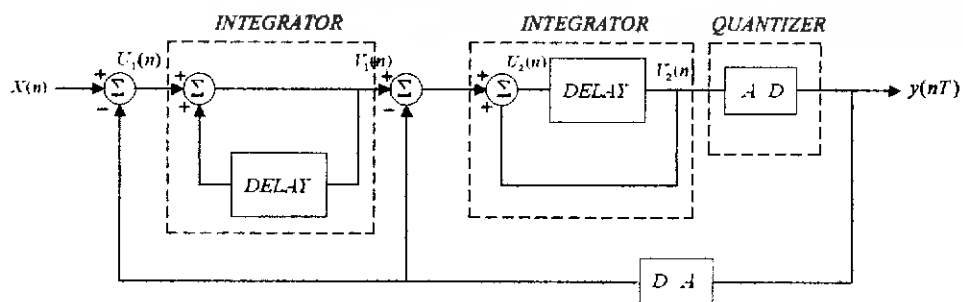 INTEGRATOR
INTEGRATOR
QUANTIZER
X(n)
+
Σ
−
U₁(n)
+
Σ
+
DELAY
V₁(n)
+
Σ
−
+
Σ
+
U₂(n)
DELAY
V₂(n)
A D
y(nT)
D A